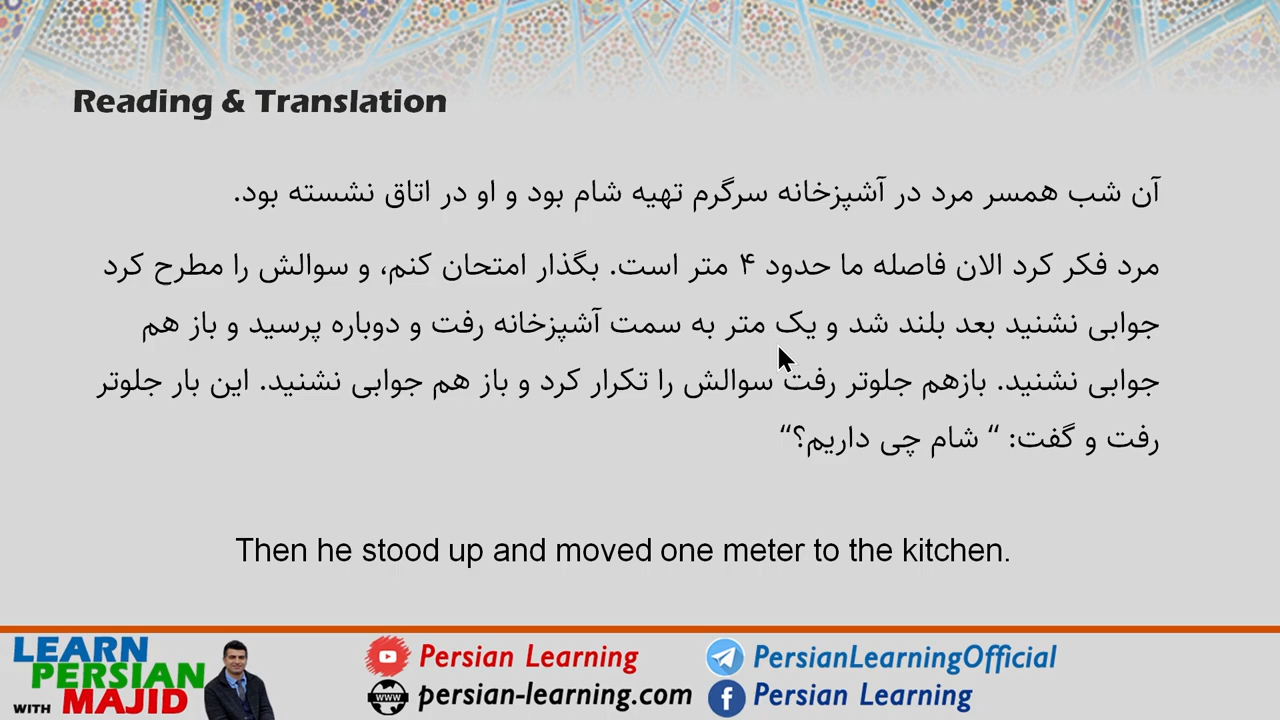 Reading & Translation
آن شب همسر مرد در آشپزخانه سرگرم تهیه شام بود و او در اتاق نشسته بود.
مرد فکر کرد الان فاصله ما حدود ۴ متر است. بگذار امتحان کنم، و سوالش را مطرح کرد
جوابی نشنید بعد بلند شد و یک متر به سمت آشپزخانه رفت و دوباره پرسید و باز هم
جوابی نشنید. بازهم جلوتر رفت سوالش را تکرار کرد و باز هم جوابی نشنید. این بار جلوتر
رفت و گفت: “ شام چی داریم؟“
Then he stood up and moved one meter to the kitchen.
LEARN
PERSIAN
WITH MAJID
Persian Learning
WWW persian-learning.com
PersianLearningOfficial
Persian Learning